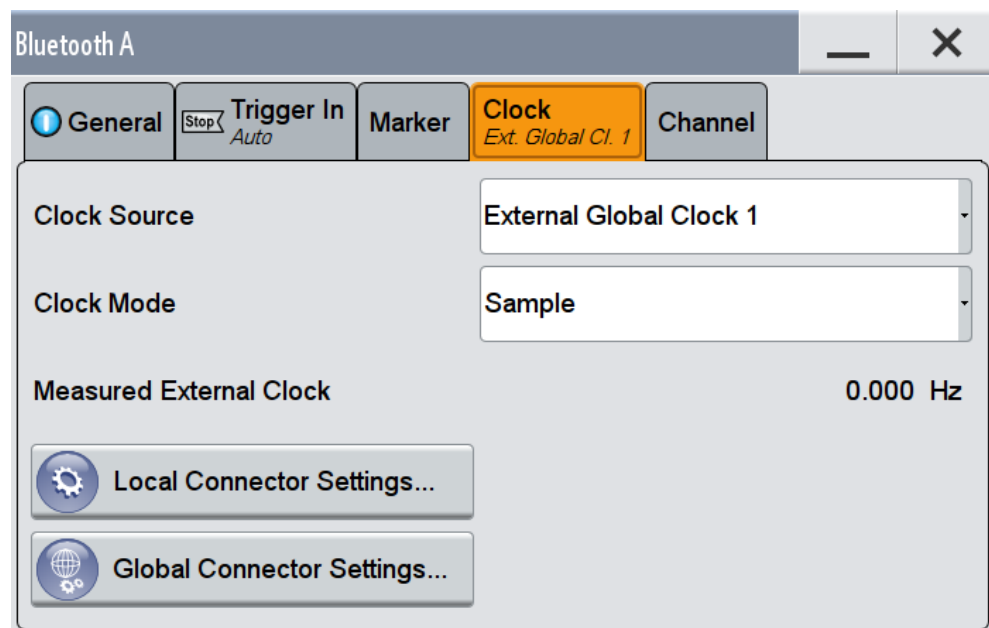 Bluetooth A
General
Stop
Trigger In
Auto
Marker
Clock
Ext. Global Cl. 1
Channel
Clock Source
External Global Clock 1
Clock Mode
Sample
Measured External Clock
0.000 Hz
Local Connector Settings...
Global Connector Settings...